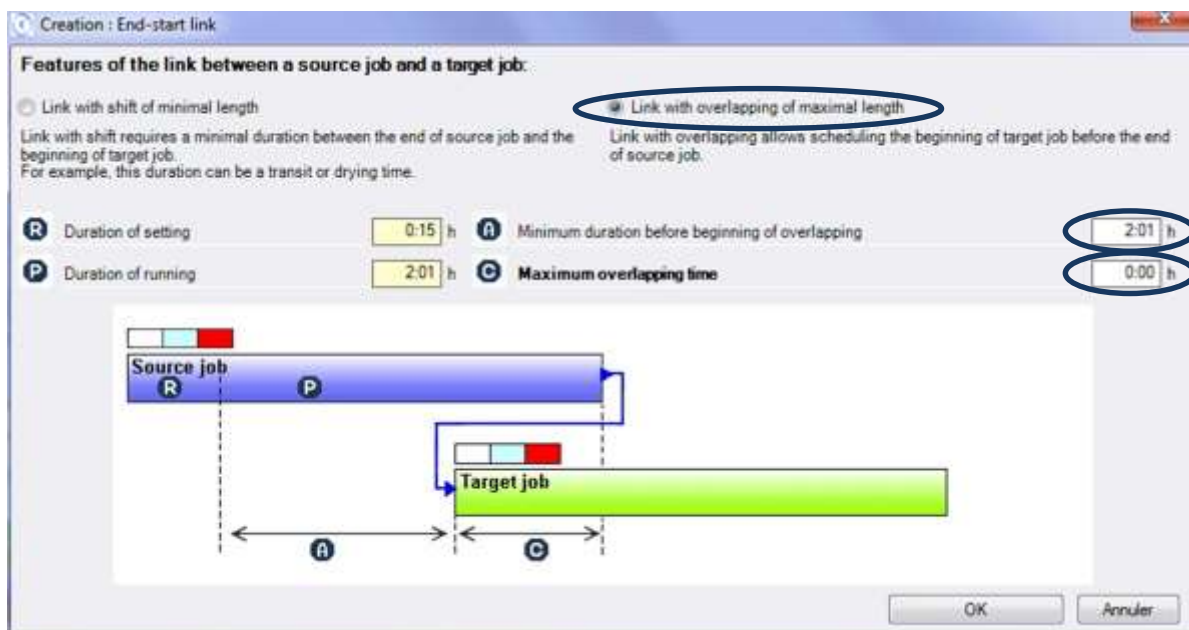 Creation : End-start link
Features of the link between a source job and a target job:
Link with shift of minimal length
Link with overlapping of maximal length
Link with shift requires a minimal duration between the end of source job and the
beginning of target job.
For example, this duration can be a transit or drying time.
Link with overlapping allows scheduling the beginning of target job before the end
of source job.
R Duration of setting 0:15 h A Minimum duration before beginning of overlapping 2:01 h
P Duration of running 2:01 h C Maximum overlapping time 0:00 h
Source job
R P
Target job
A C
OK Annuler